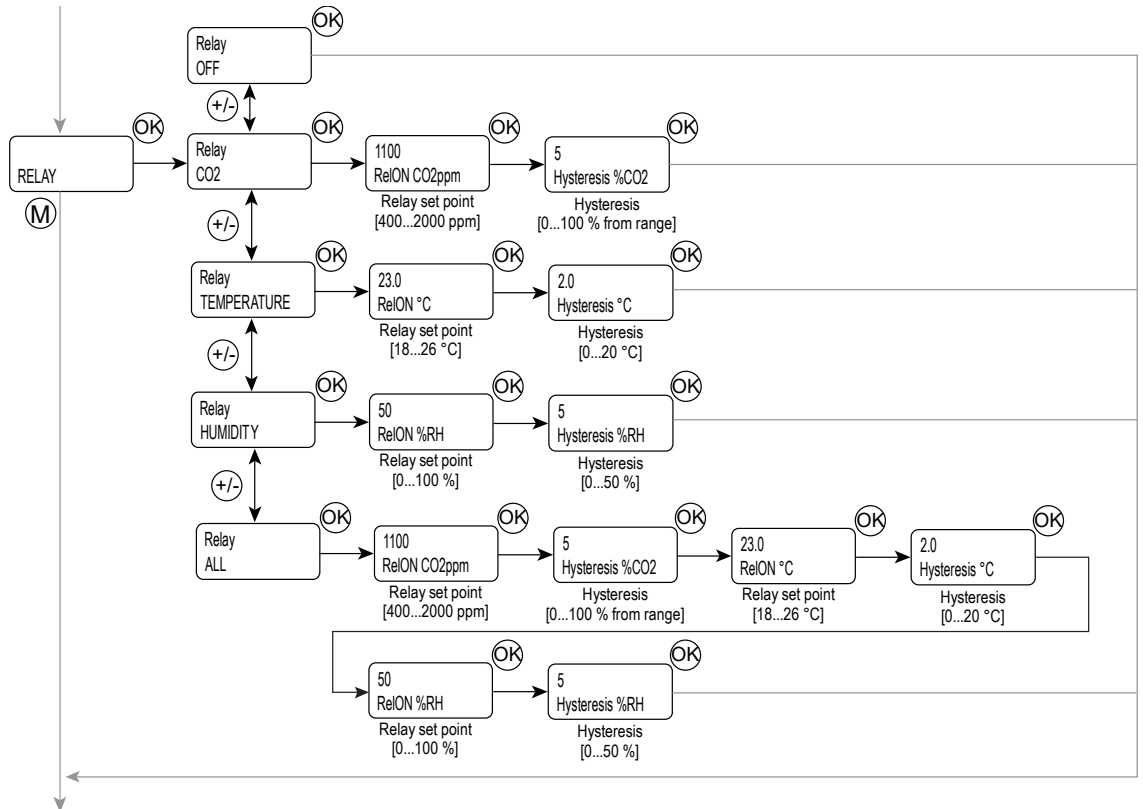 OK
Relay
OFF
+/-
OK
OK
OK
OK
RELAY
Relay
CO2
1100
RelON CO2ppm
5
Hysteresis %CO2
M
Relay set point
[400...2000 ppm]
Hysteresis
[0...100 % from range]
+/-
OK
OK
OK
Relay
TEMPERATURE
23.0
RelON °C
2.0
Hysteresis °C
Relay set point
[18...26 °C]
Hysteresis
[0...20 °C]
+/-
OK
OK
OK
Relay
HUMIDITY
50
RelON %RH
5
Hysteresis %RH
Relay set point
[0...100 %]
Hysteresis
[0...50 %]
+/-
OK
OK
OK
OK
OK
Relay
ALL
1100
RelON CO2ppm
5
Hysteresis %CO2
23.0
RelON °C
2.0
Hysteresis °C
Relay set point
[400...2000 ppm]
Hysteresis
[0...100 % from range]
Relay set point
[18...26 °C]
Hysteresis
[0...20 °C]
OK
OK
50
RelON %RH
5
Hysteresis %RH
Relay set point
[0...100 %]
Hysteresis
[0...50 %]